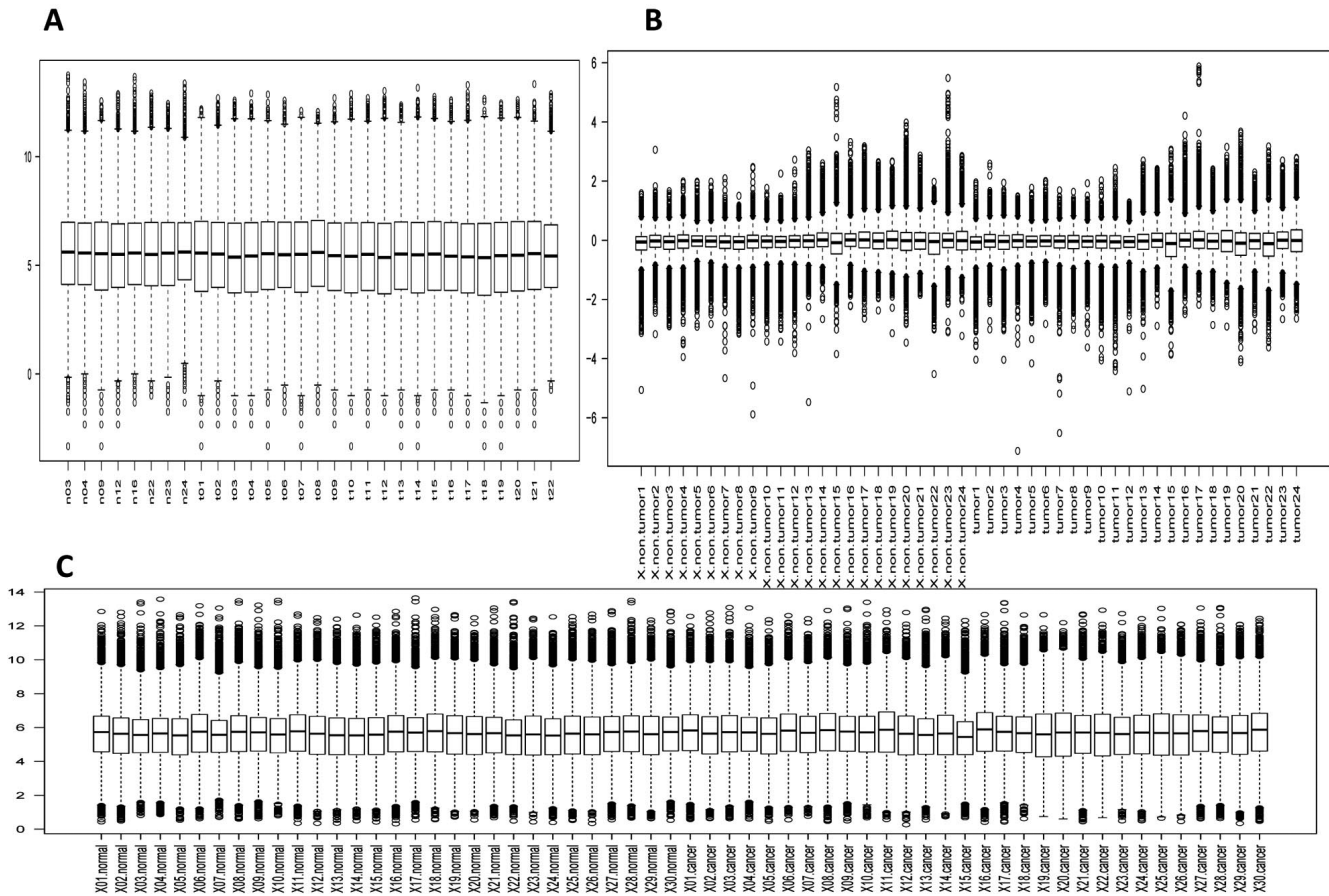 A
10
5
0
n03
n04
n09
n12
n16
n22
n23
n24
t01
t02
t03
t04
t05
t06
t07
t08
t09
t10
t11
t12
t13
t14
t15
t16
t17
t18
t19
t20
t21
t22
B
6
4
2
0
-2
-4
-6
X.non.tumor1
X.non.tumor2
X.non.tumor3
X.non.tumor4
X.non.tumor5
X.non.tumor6
X.non.tumor7
X.non.tumor8
X.non.tumor9
X.non.tumor10
X.non.tumor11
X.non.tumor12
X.non.tumor13
X.non.tumor14
X.non.tumor15
X.non.tumor16
X.non.tumor17
X.non.tumor18
X.non.tumor19
X.non.tumor20
X.non.tumor21
X.non.tumor22
X.non.tumor23
X.non.tumor24
tumor1
tumor2
tumor3
tumor4
tumor5
tumor6
tumor7
tumor8
tumor9
tumor10
tumor11
tumor12
tumor13
tumor14
tumor15
tumor16
tumor17
tumor18
tumor19
tumor20
tumor21
tumor22
tumor23
tumor24
C
14
12
10
8
6
4
2
0
X01.normal
X02.normal
X03.normal
X04.normal
X05.normal
X06.normal
X07.normal
X08.normal
X09.normal
X10.normal
X11.normal
X12.normal
X13.normal
X14.normal
X15.normal
X16.normal
X17.normal
X18.normal
X19.normal
X20.normal
X21.normal
X22.normal
X23.normal
X24.normal
X25.normal
X26.normal
X27.normal
X28.normal
X29.normal
X30.normal
X01.cancer
X02.cancer
X03.cancer
X04.cancer
X05.cancer
X06.cancer
X07.cancer
X08.cancer
X09.cancer
X10.cancer
X11.cancer
X12.cancer
X13.cancer
X14.cancer
X15.cancer
X16.cancer
X17.cancer
X18.cancer
X19.cancer
X20.cancer
X21.cancer
X22.cancer
X23.cancer
X24.cancer
X25.cancer
X26.cancer
X27.cancer
X28.cancer
X29.cancer
X30.cancer